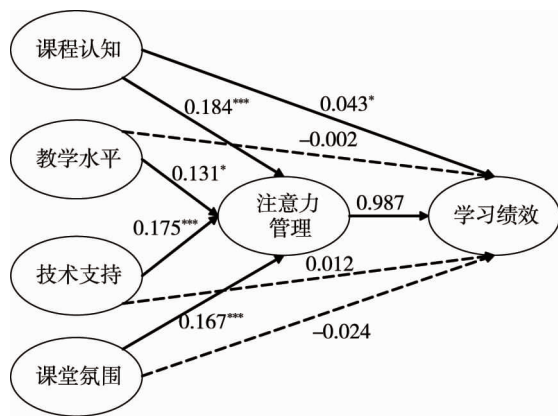 课程认知
0.043*
0.184***
教学水平
-0.002
0.131*
注意力
管理
0.987
学习绩效
0.175***
技术支持
0.012
0.167***
-0.024
课堂氛围